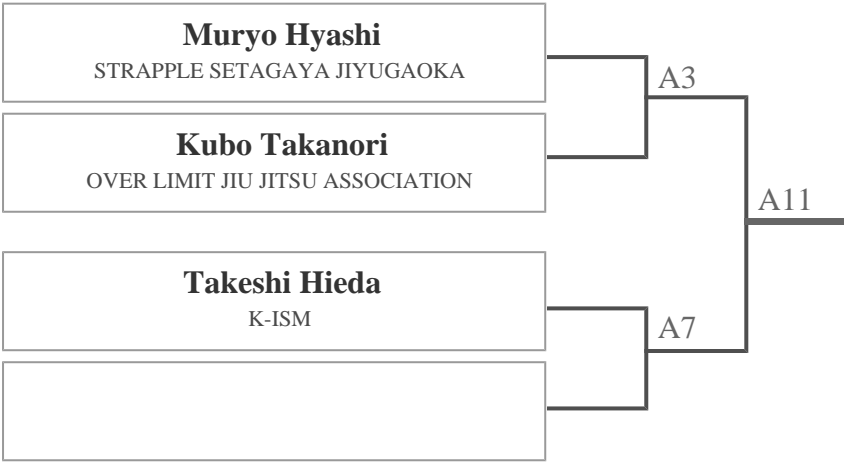 Muryo Hyashi
STRAPPLE SETAGAYA JIYUGAOKA
A3
Kubo Takanori
OVER LIMIT JIU JITSU ASSOCIATION
A11
Takeshi Hieda
K-ISM
A7